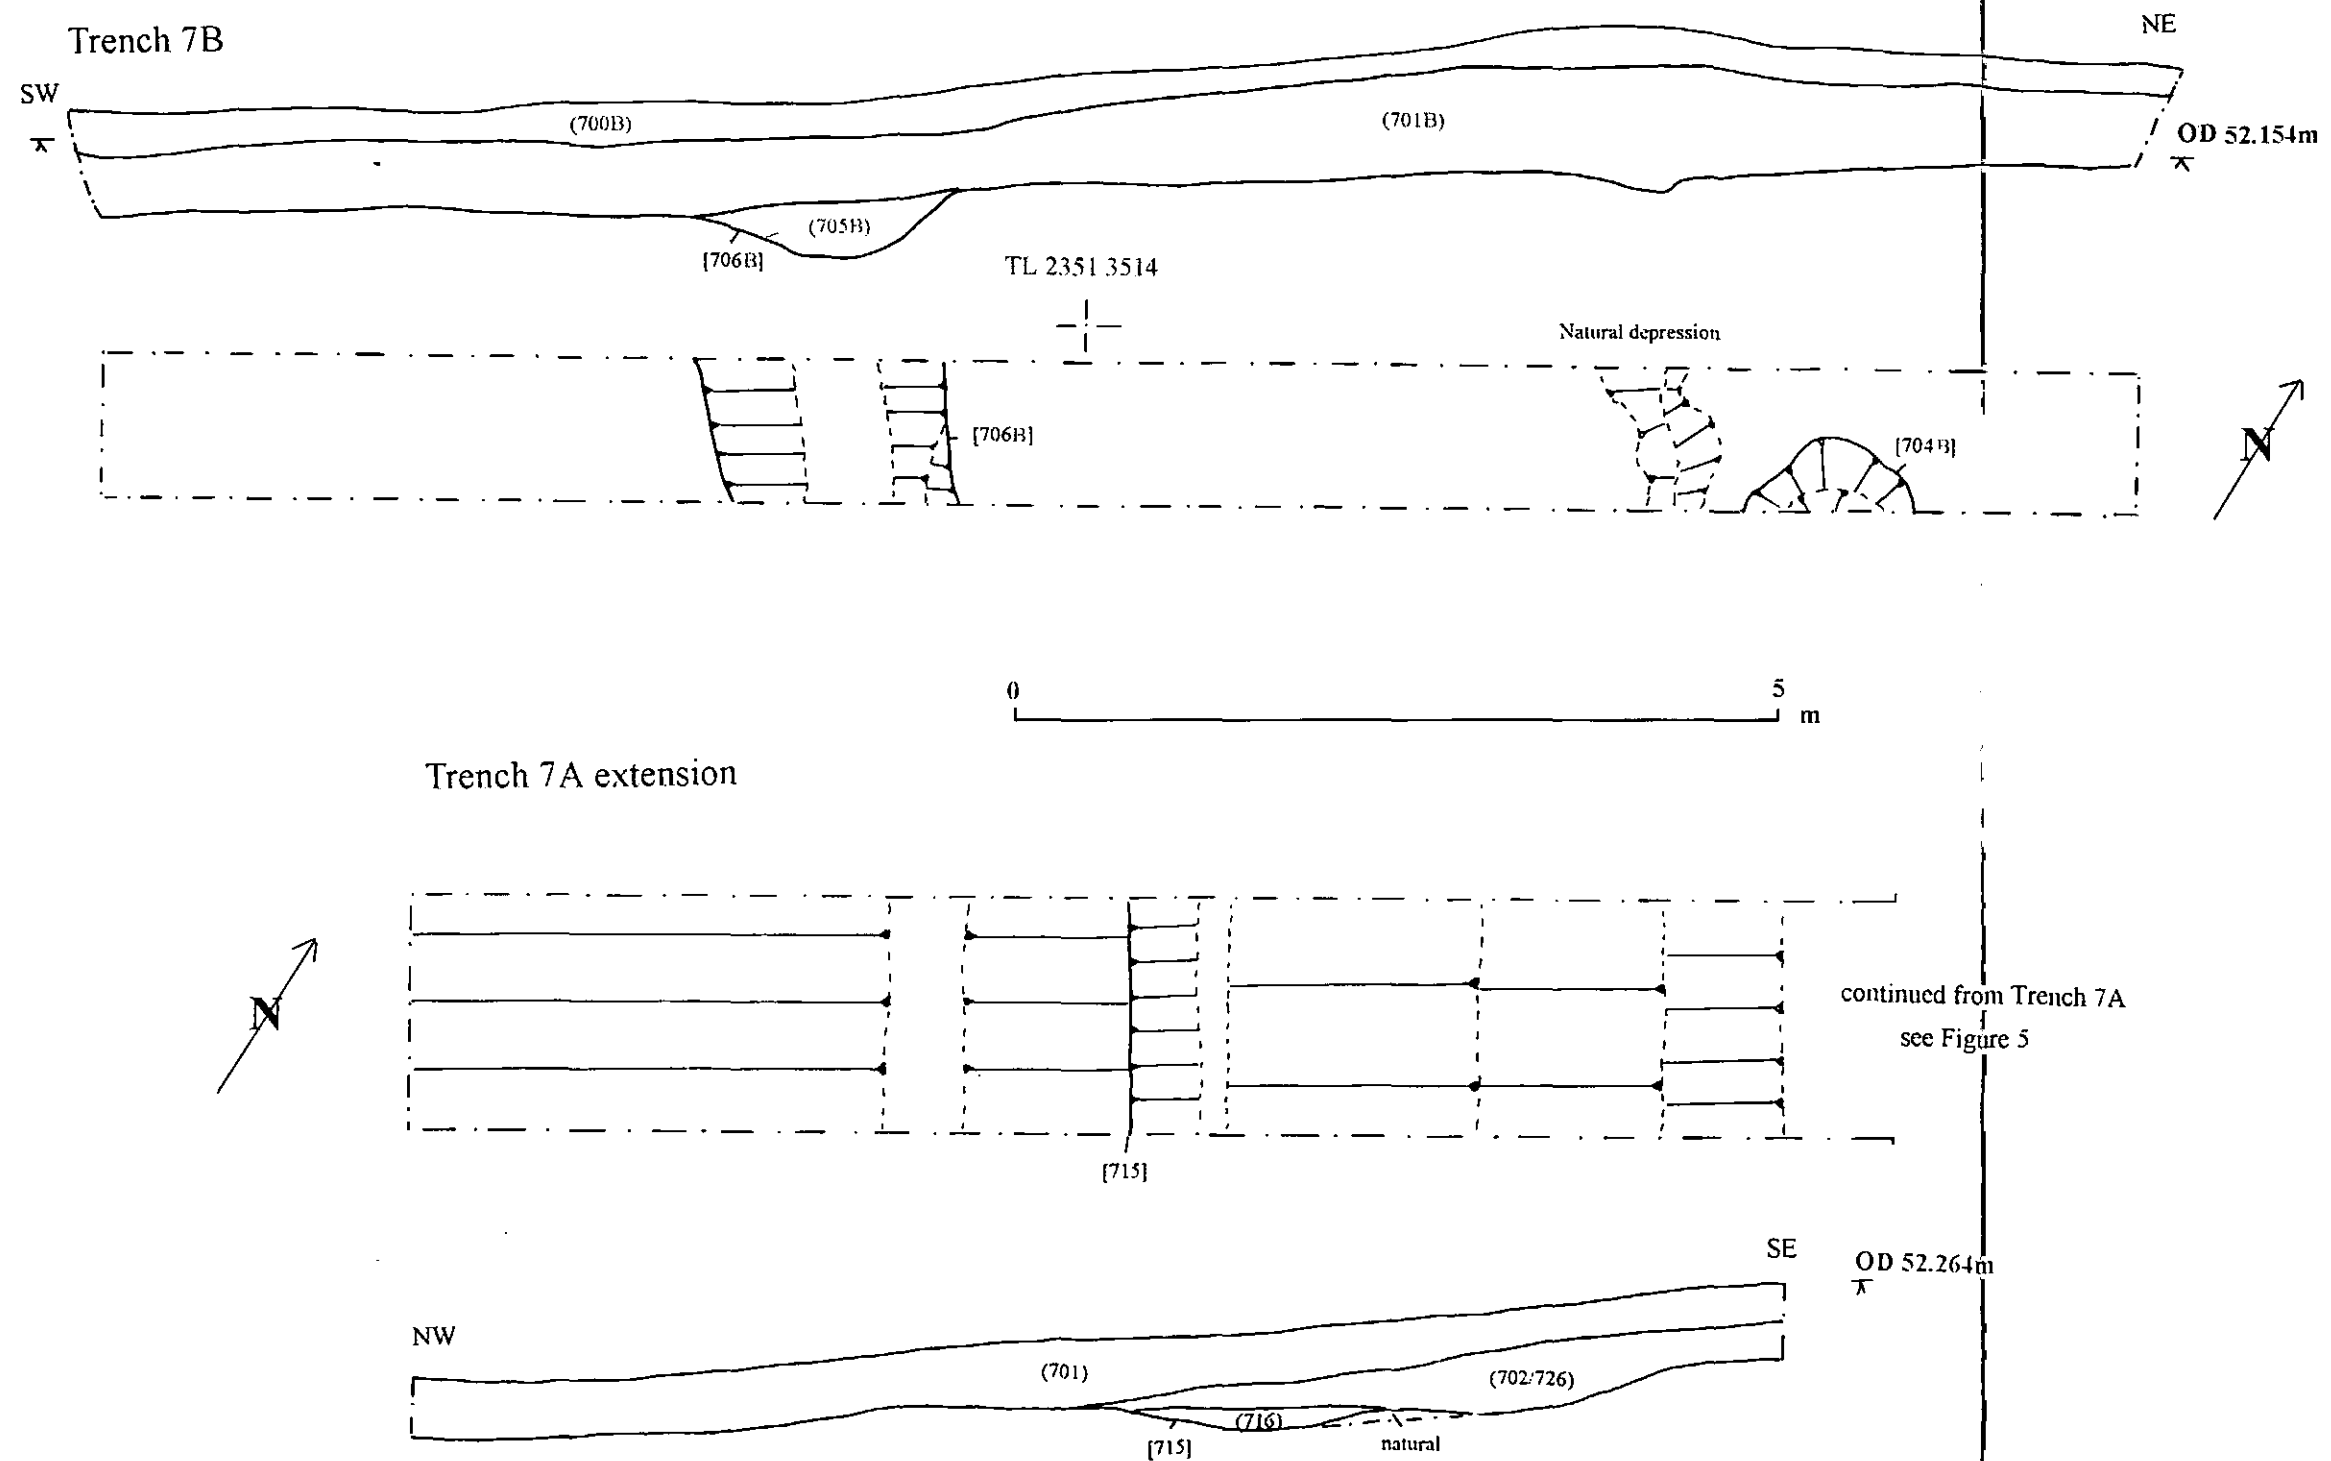 Trench 7B
NE
SW
(700B)
(701B)
OD 52.154m
(705B)
[706B]
TL 2351 3514
Natural depression
[706B]
[704B]
N
0 5
m
Trench 7A extension
N
continued from Trench 7A
see Figure 5
[715]
SE
OD 52.264m
NW
(701)
(702/726)
(716)
[715]
natural